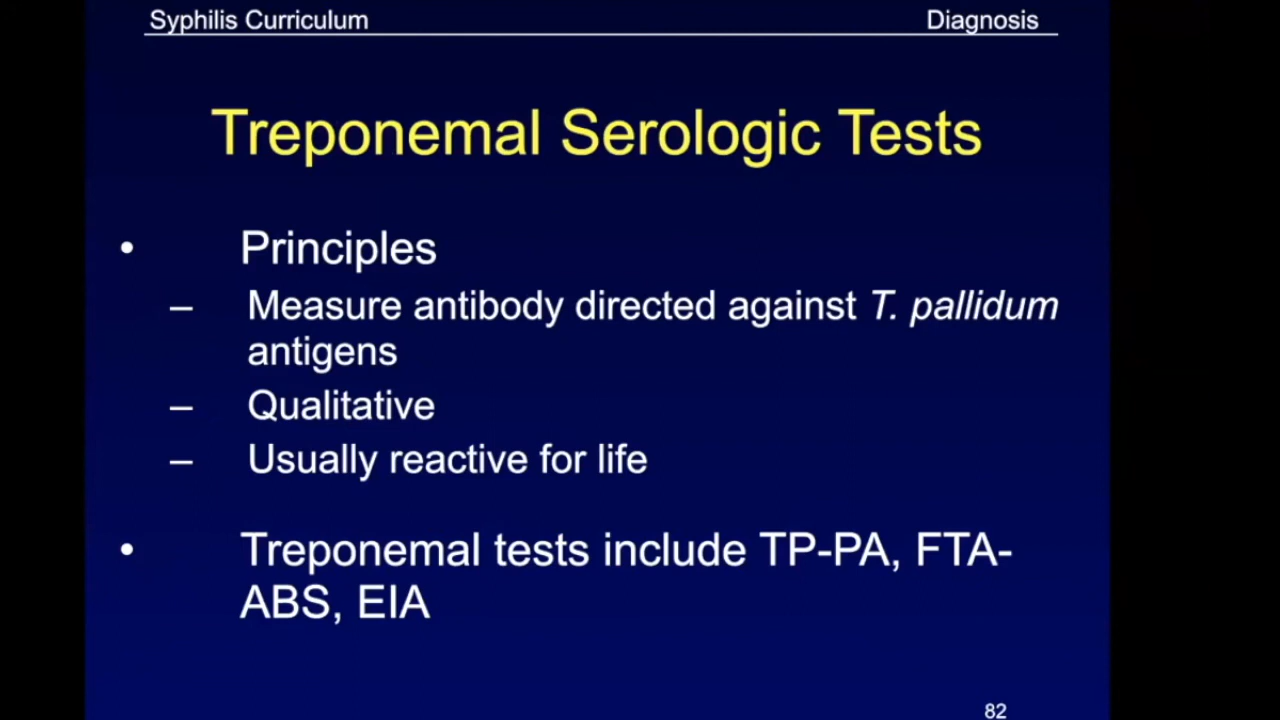 Syphilis Curriculum
Diagnosis
Treponemal Serologic Tests
• Principles
– Measure antibody directed against T. pallidum
antigens
– Qualitative
– Usually reactive for life
• Treponemal tests include TP-PA, FTA-
ABS, EIA
82